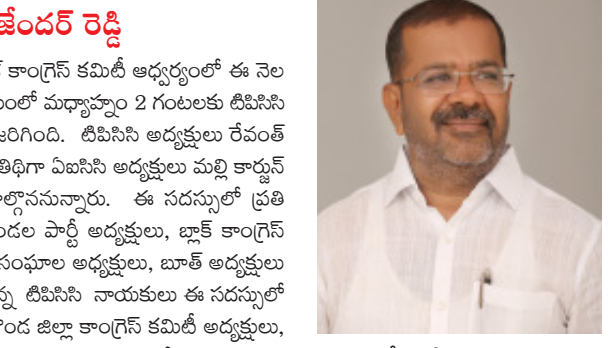 జేందర్ రెడ్డి
కాంగ్రెస్ కమిటీ ఆధ్వర్యంలో ఈ నెల
లో మధ్యాహ్నం 2 గంటలకు టిపిసిసి
జరిగింది. టిపిసిసి అధ్యక్షులు రేవంత్
తిథిగా ఏఐసిసి అధ్యక్షులు మల్లి కార్జున్
ల్గొననున్నారు. ఈ సదస్సులో ప్రతి
డల పార్టీ అధ్యక్షులు, బ్లాక్ కాంగ్రెస్
సంఘాల అధ్యక్షులు, బూత్ అధ్యక్షులు
న్న టిపిసిసి నాయకులు ఈ సదస్సులో
ండ జిల్లా కాంగ్రెస్ కమిటీ అధ్యక్షులు,